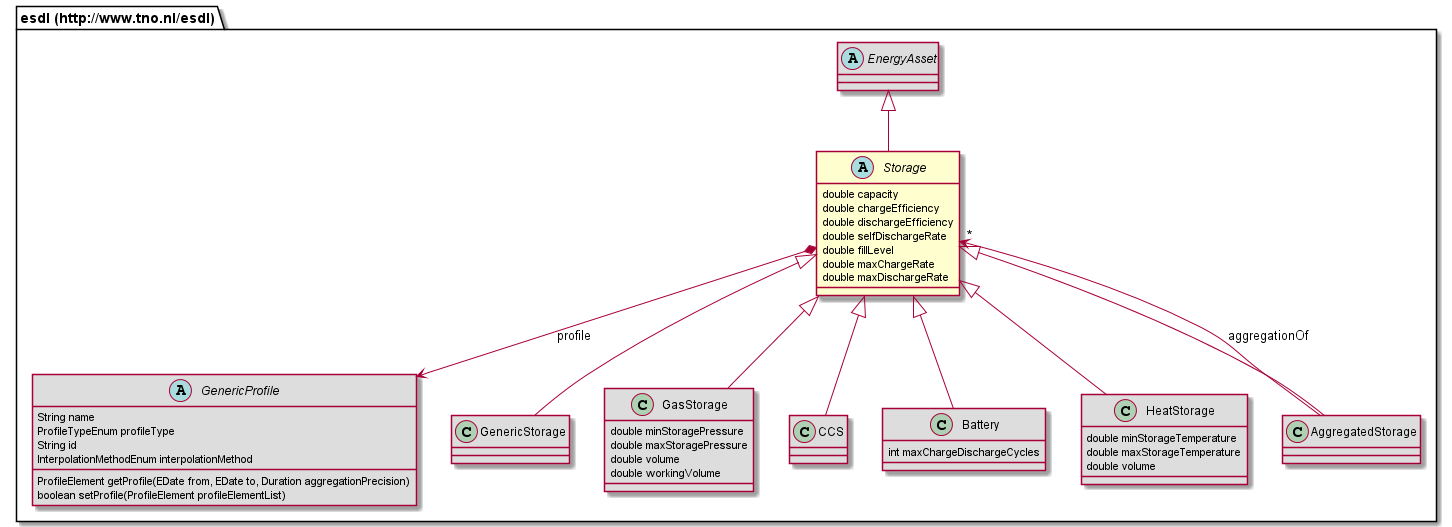 esdl (http://www.tno.nl/esdl)
A EnergyAsset
A Storage
double capacity
double chargeEfficiency
double dischargeEfficiency
double selfDischargeRate
double fillLevel
double maxChargeRate
double maxDischargeRate
*
profile
aggregationOf
A GenericProfile
String name
ProfileTypeEnum profileType
String id
InterpolationMethodEnum interpolationMethod
ProfileElement getProfile(EDate from, EDate to, Duration aggregationPrecision)
boolean setProfile(ProfileElement profileElementList)
C GenericStorage
C GasStorage
double minStoragePressure
double maxStoragePressure
double volume
double workingVolume
C CCS
C Battery
int maxChargeDischargeCycles
C HeatStorage
double minStorageTemperature
double maxStorageTemperature
double volume
C AggregatedStorage